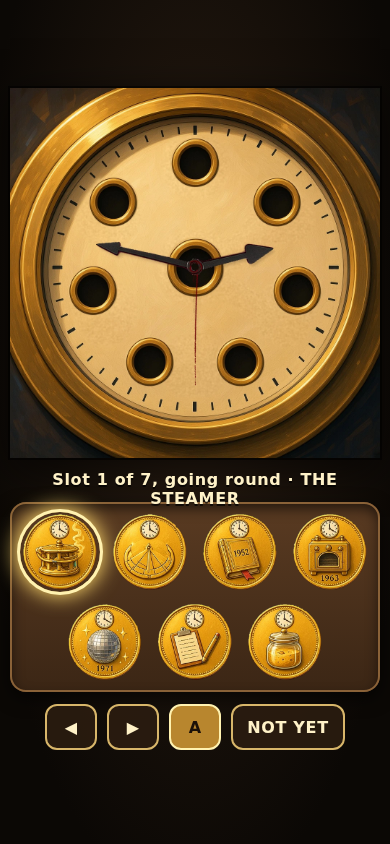 Slot 1 of 7, going round · THE
STEAMER
1952
1963
1971
◀ ▶ A NOT YET